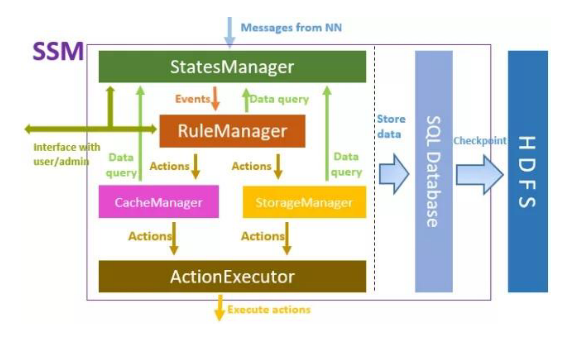 Messages from NN
SSM
StatesManager
Events
Data query
RuleManager
Interface with
user/admin
Data
query
Actions
Actions
Data
query
CacheManager
StorageManager
Actions
Actions
ActionExecutor
Execute actions
Store
data
SQL Database
Checkpoint
HDFS